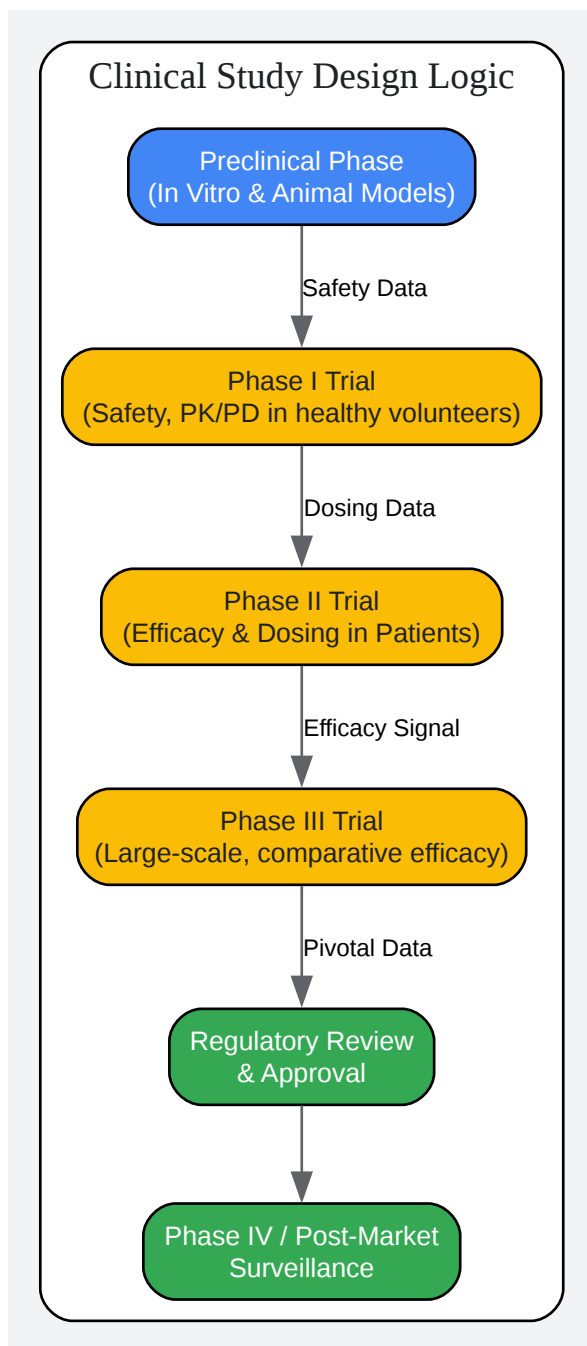 Clinical Study Design Logic
Preclinical Phase
(In Vitro & Animal Models)
Safety Data
Phase I Trial
(Safety, PK/PD in healthy volunteers)
Dosing Data
Phase II Trial
(Efficacy & Dosing in Patients)
Efficacy Signal
Phase III Trial
(Large-scale, comparative efficacy)
Pivotal Data
Regulatory Review
& Approval
Phase IV / Post-Market
Surveillance